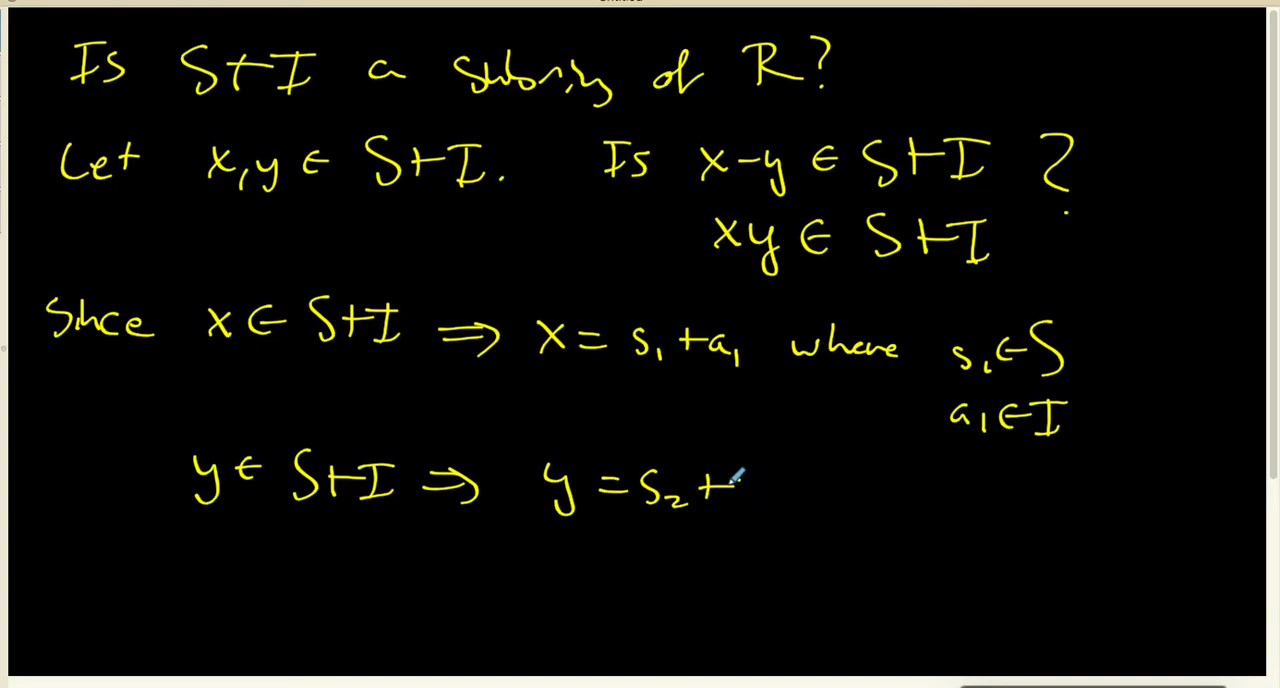 Is S+I a subring of R?
Let x,y ∈ S+I. Is x-y ∈ S+I ?
xy ∈ S+I
Since x ∈ S+I ⇒ x = s₁ + a₁ where s₁ ∈ S
a₁ ∈ I
y ∈ S+I ⇒ y = s₂ +